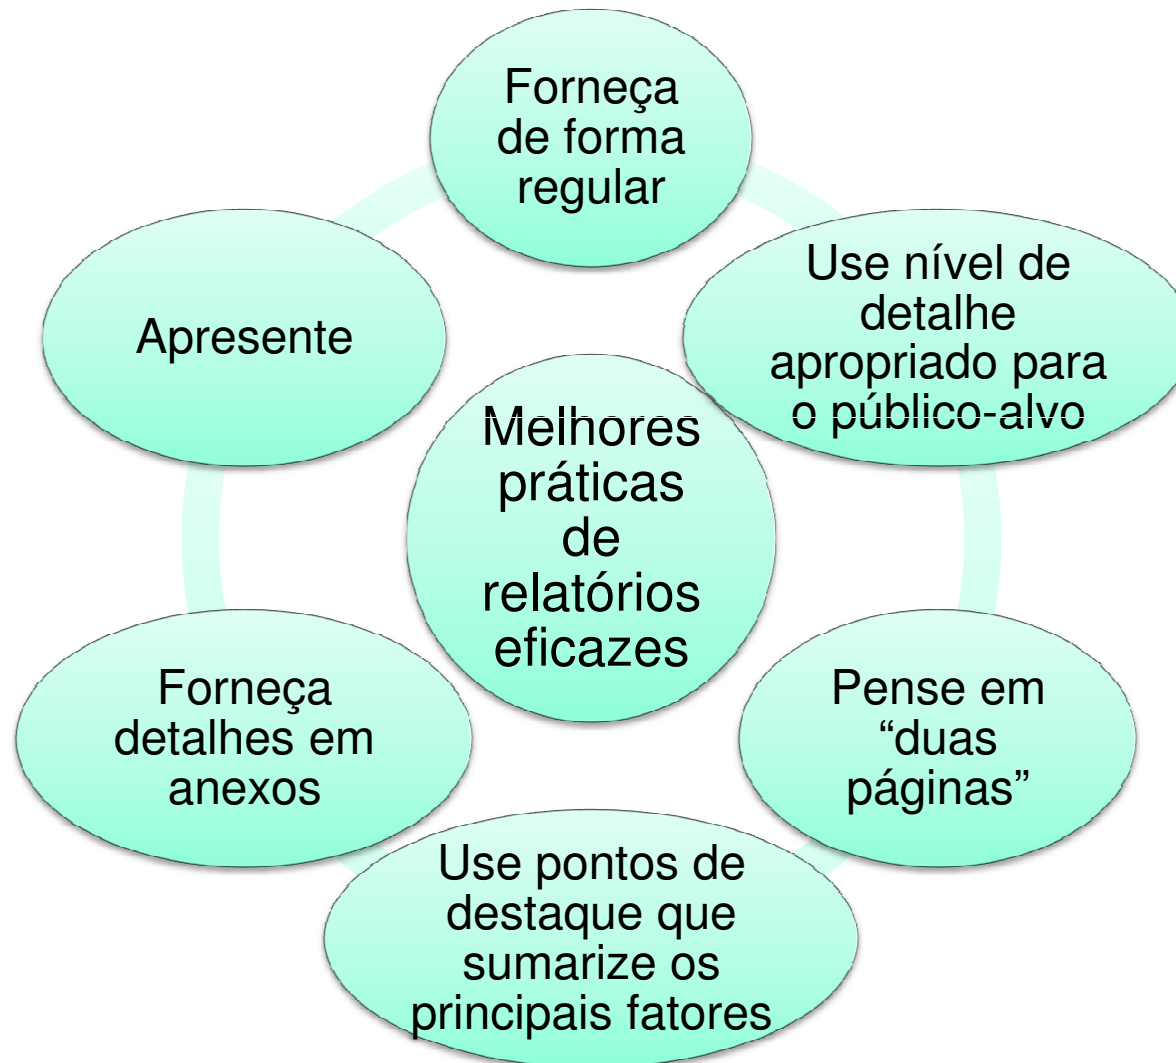 Forneça
de forma
regular
Use nível de
detalhe
apropriado para
o público-alvo
Pense em
“duas
páginas”
Use pontos de
destaque que
sumarize os
principais fatores
Forneça
detalhes em
anexos
Apresente
Melhores
práticas
de
relatórios
eficazes